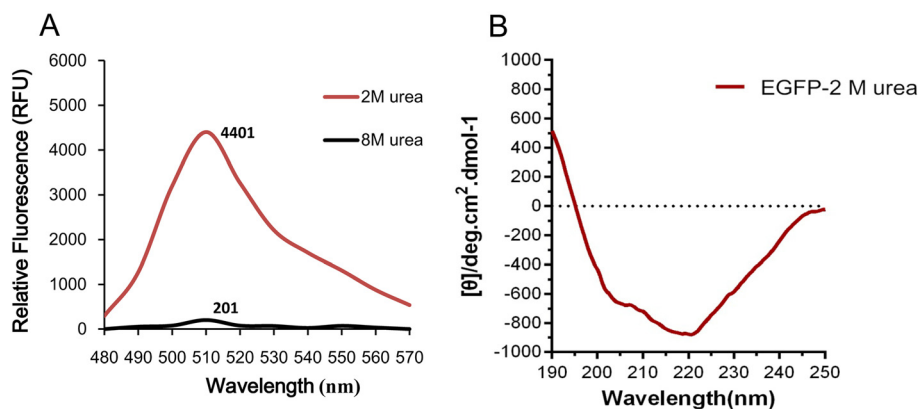 A
Relative Fluorescence (RFU)
6000
5000
4000
3000
2000
1000
0
4401
201
2M urea
8M urea
480 490 500 510 520 530 540 550 560 570
Wavelength (nm)
B
[θ]/deg.cm2.dmol-1
1000
800
600
400
200
0
-200
-400
-600
-800
-1000
EGFP-2 M urea
190 200 210 220 230 240 250
Wavelength(nm)